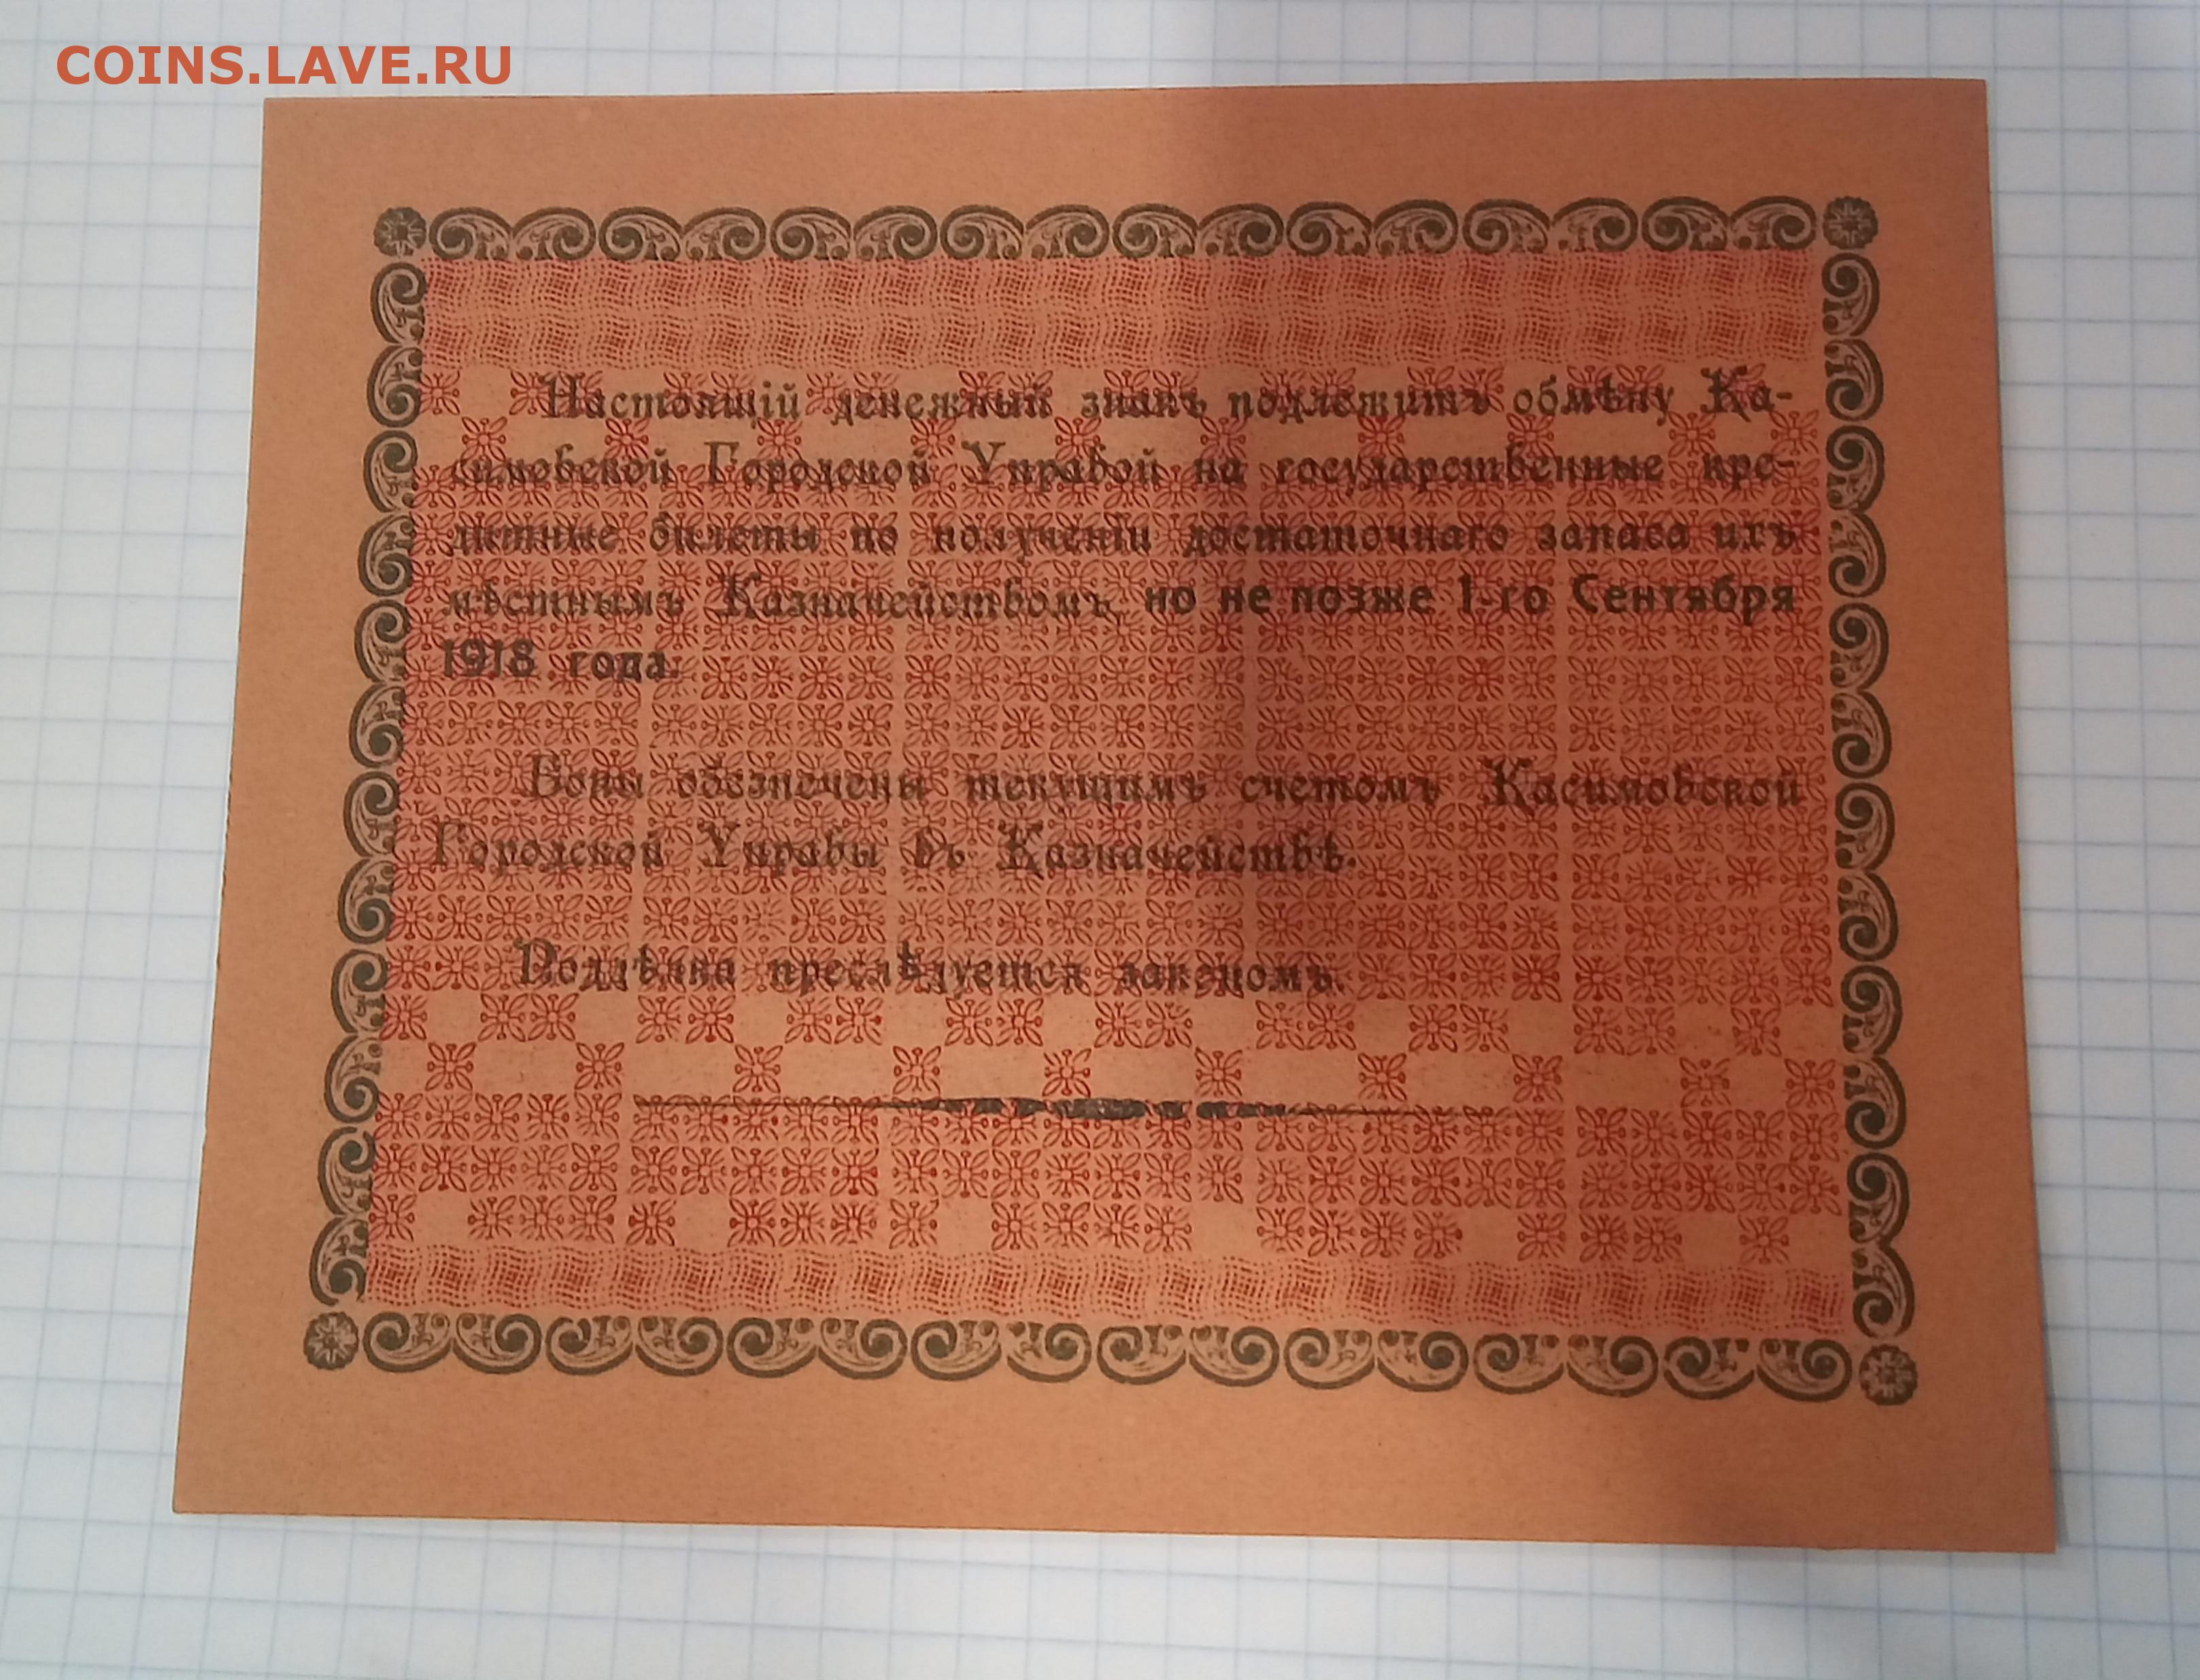 COINS.LAVE.RU
Настоящій денежный знакъ подлежитъ обмѣну Ка-
симовской Городской Управой на государственные кре-
дитные билеты по полученіи достаточнаго запаса ихъ
мѣстнымъ Казначействомъ, но не позже 1-го Сентября
1918 года.
Боны обезпечены текущимъ счетомъ Касимовской
Городской Управы въ Казначействѣ.
Поддѣлка преслѣдуется закономъ.